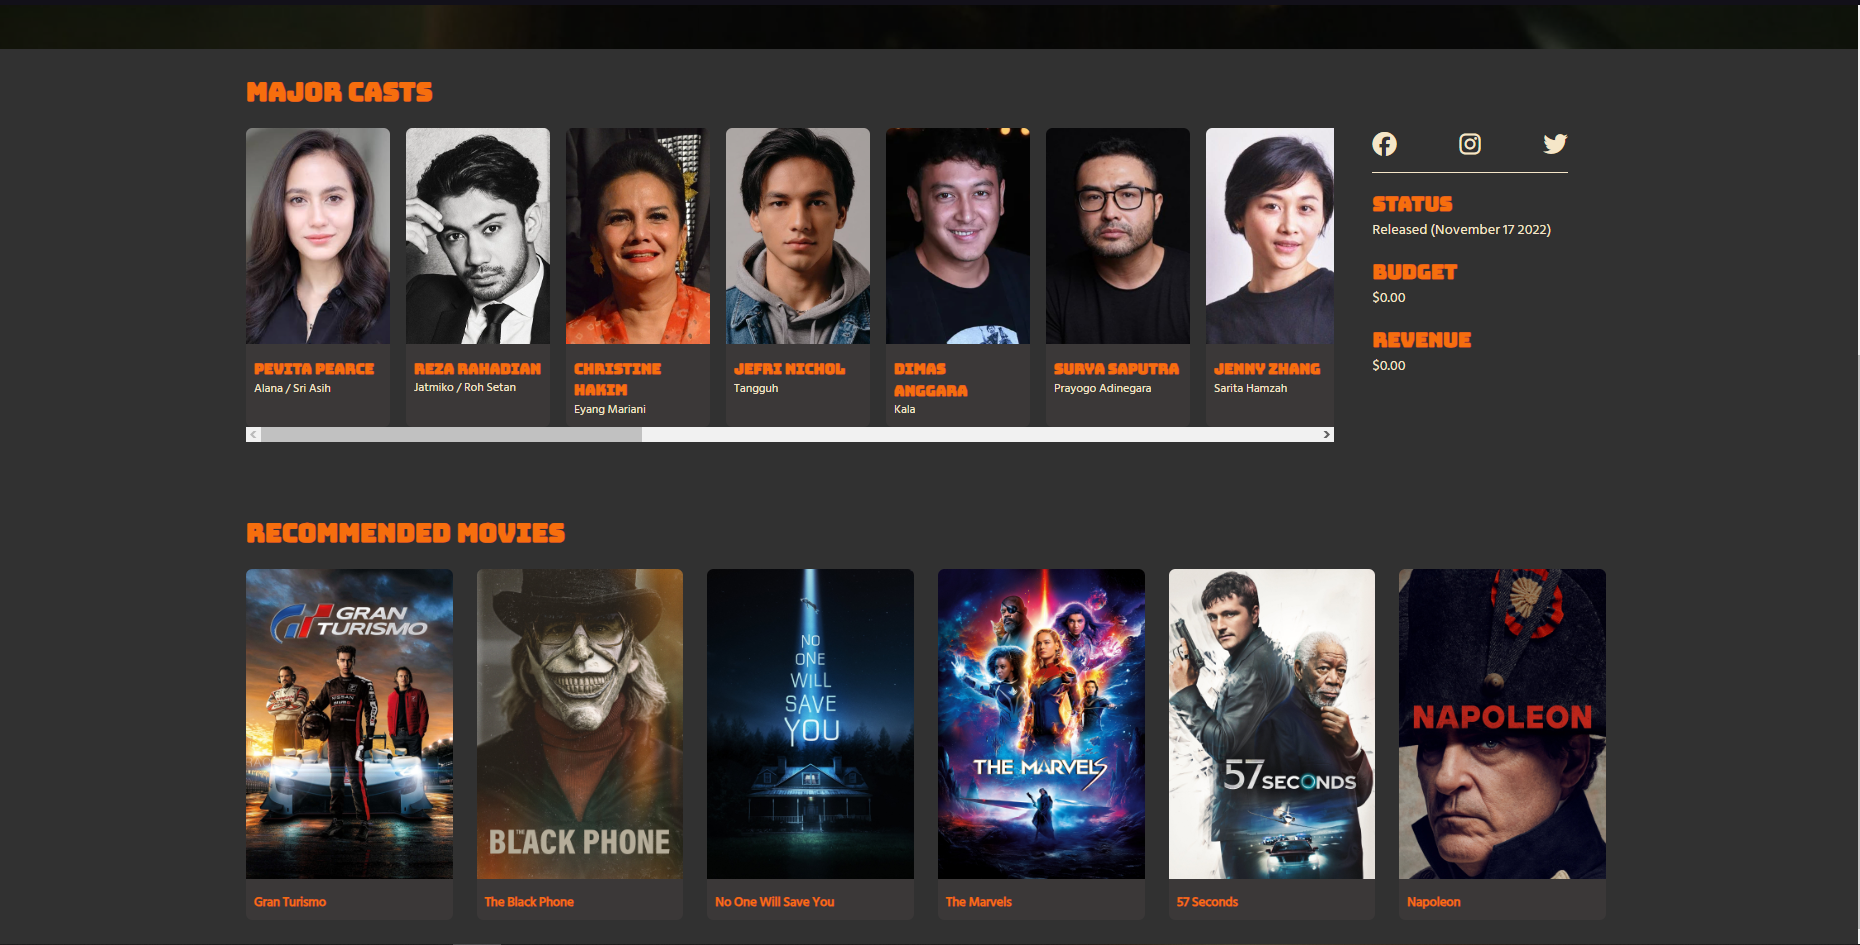 MAJOR CASTS
PEVITA PEARCE
Alana / Sri Asih
REZA RAHADIAN
Jatmiko / Roh Setan
CHRISTINE
HAKIM
Eyang Mariani
JEFRI NICHOL
Tangguh
DIMAS
ANGGARA
Kala
SURYA SAPUTRA
Prayogo Adinegara
JENNY ZHANG
Sarita Hamzah
STATUS
Released (November 17 2022)
BUDGET
$0.00
REVENUE
$0.00
RECOMMENDED MOVIES
GRAN
TURISMO
NISSAN
THE
BLACK PHONE
NO
ONE
WILL
SAVE
YOU
THE MARVELS
57 SECONDS
NAPOLEON
Gran Turismo
The Black Phone
No One Will Save You
The Marvels
57 Seconds
Napoleon